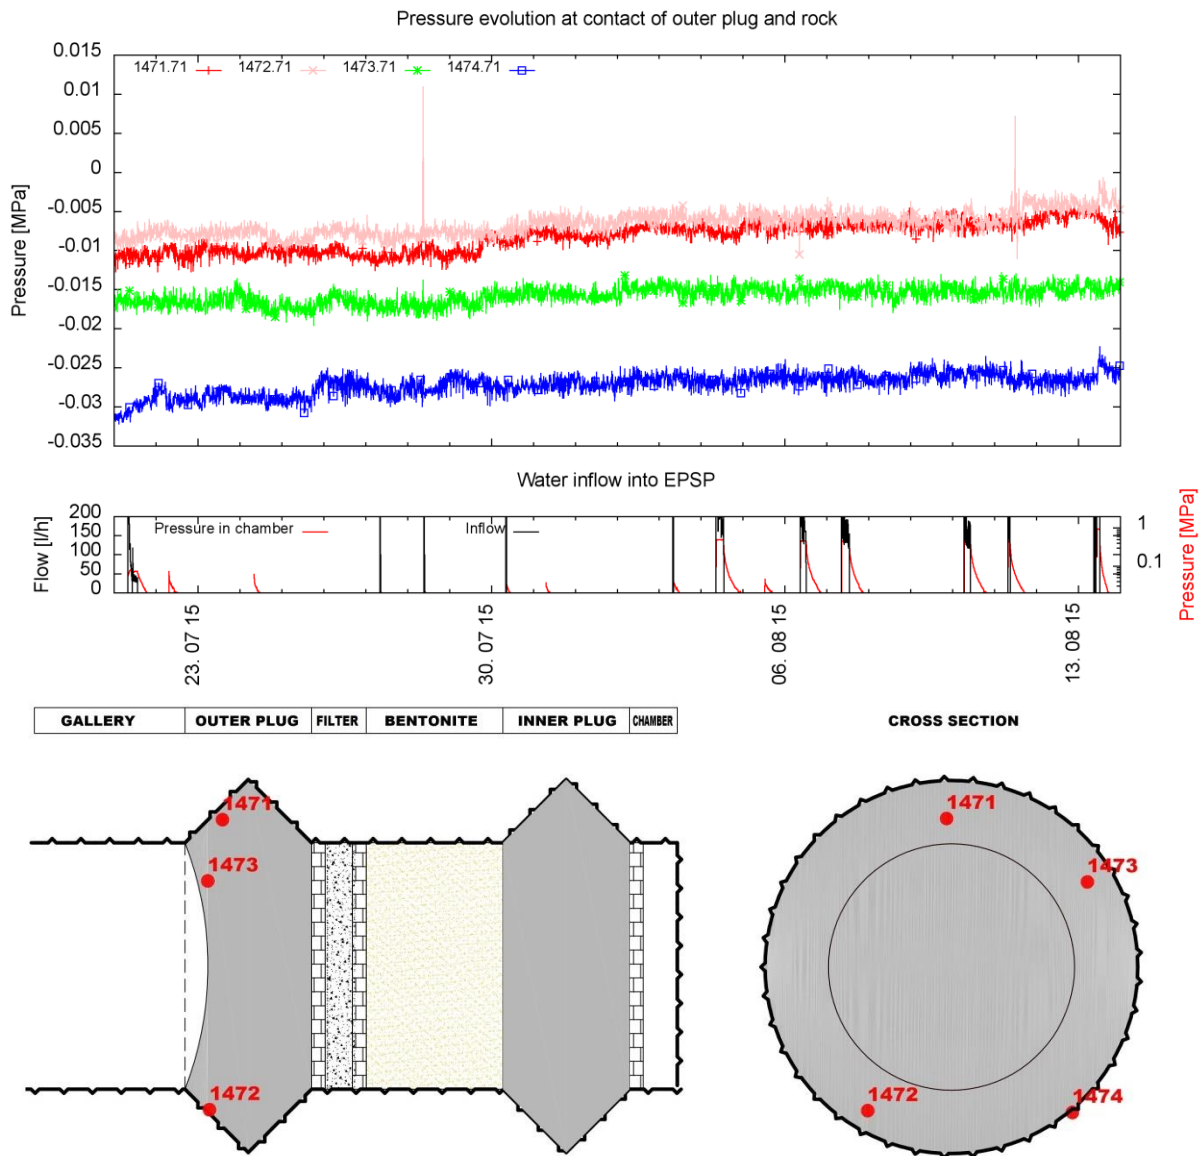 Pressure evolution at contact of outer plug and rock
1471.71 1472.71 1473.71 1474.71
Pressure [MPa]
0.015
0.01
0.005
0
-0.005
-0.01
-0.015
-0.02
-0.025
-0.03
-0.035
Water inflow into EPSP
Pressure in chamber Inflow
Flow [l/h]
200
150
100
50
0
1
0.1
Pressure [MPa]
23. 07 15
30. 07 15
06. 08 15
13. 08 15
GALLERY OUTER PLUG FILTER BENTONITE INNER PLUG CHAMBER
1471
1473
1472
CROSS SECTION
1471
1473
1472
1474